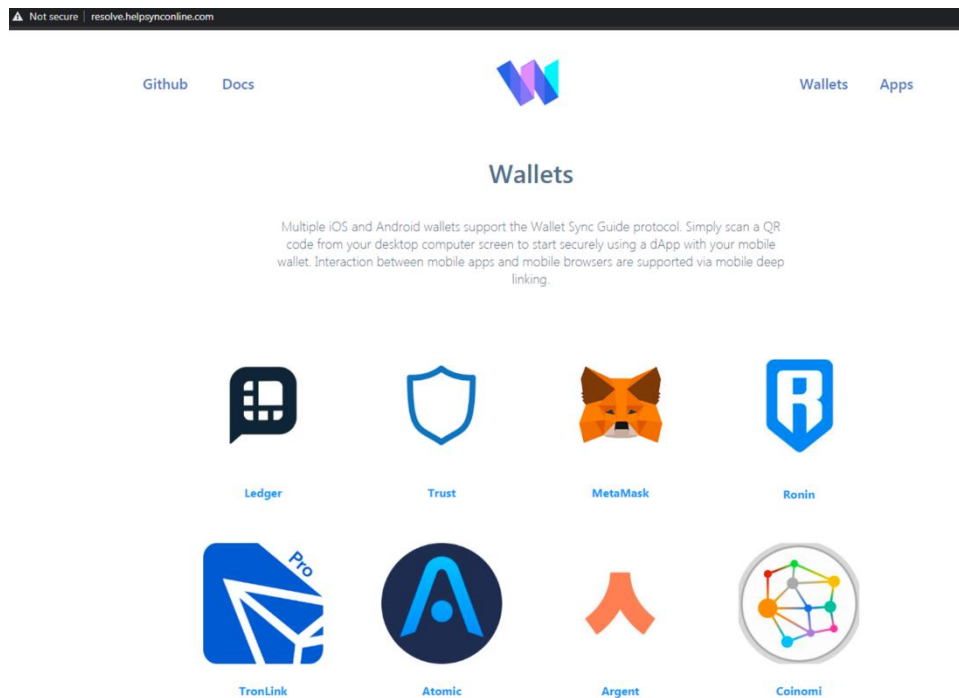 Not secure | resolve.helpsynconline.com
Github Docs Wallets Apps
Wallets
Multiple iOS and Android wallets support the Wallet Sync Guide protocol. Simply scan a QR
code from your desktop computer screen to start securely using a dApp with your mobile
wallet. Interaction between mobile apps and mobile browsers are supported via mobile deep
linking.
Ledger Trust MetaMask Ronin
Pro
TronLink Atomic Argent Coinomi